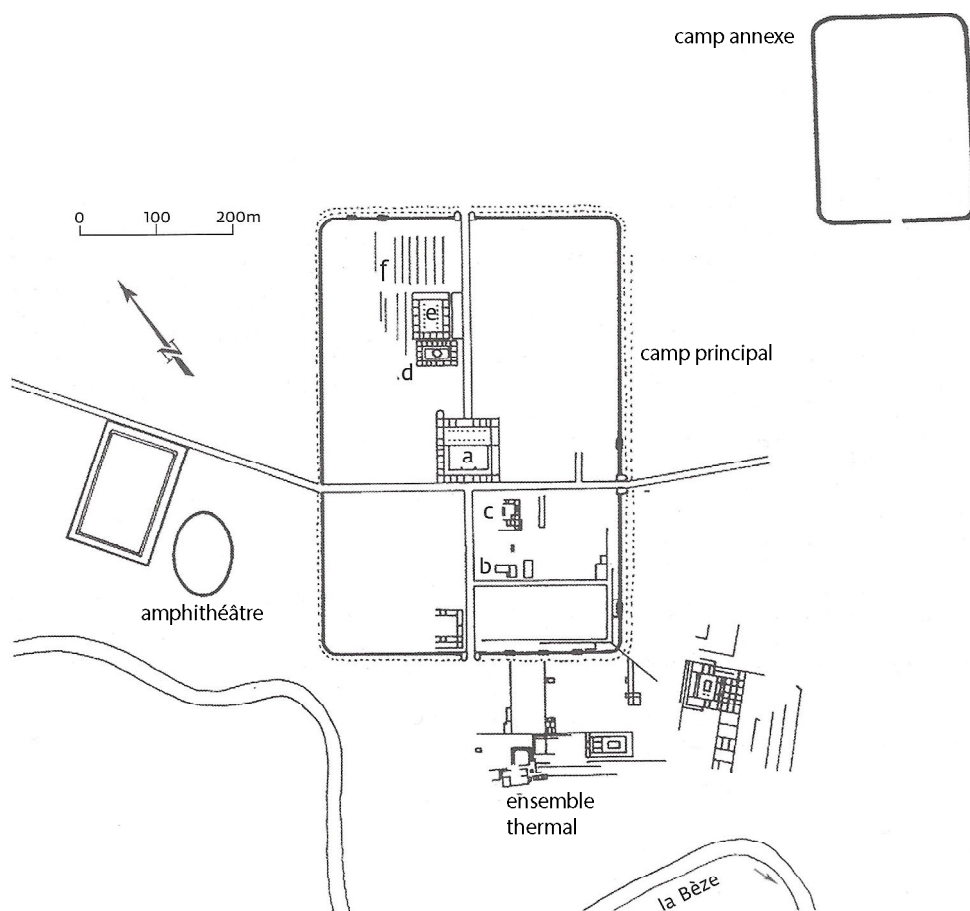 camp annexe
0 100 200m
N
f
e
camp principal
.d
a
c
b
amphithéâtre
ensemble
thermal
la Bèze